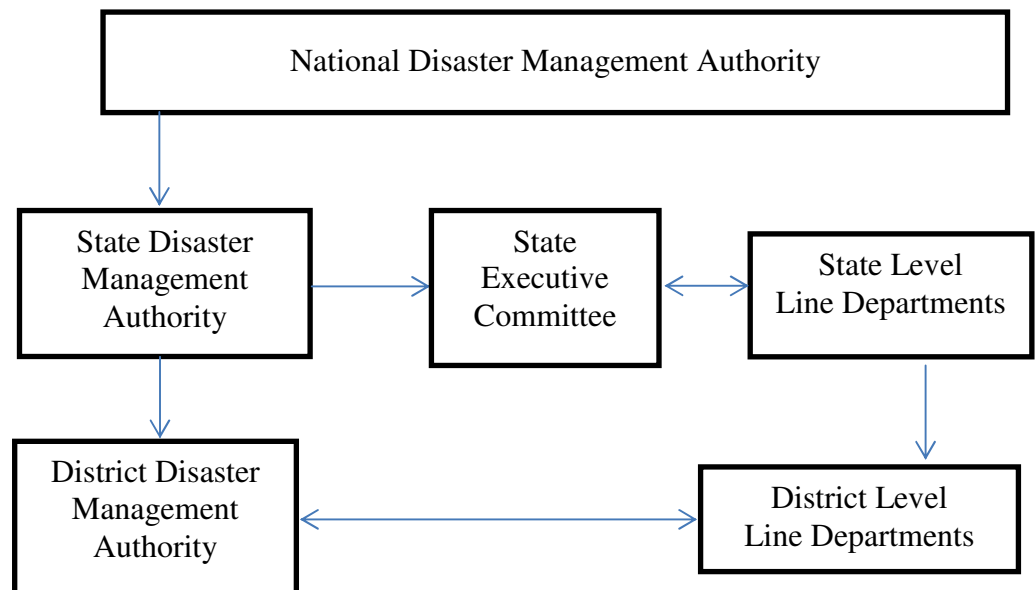 National Disaster Management Authority
State Disaster
Management
Authority
State
Executive
Committee
State Level
Line Departments
District Disaster
Management
Authority
District Level
Line Departments